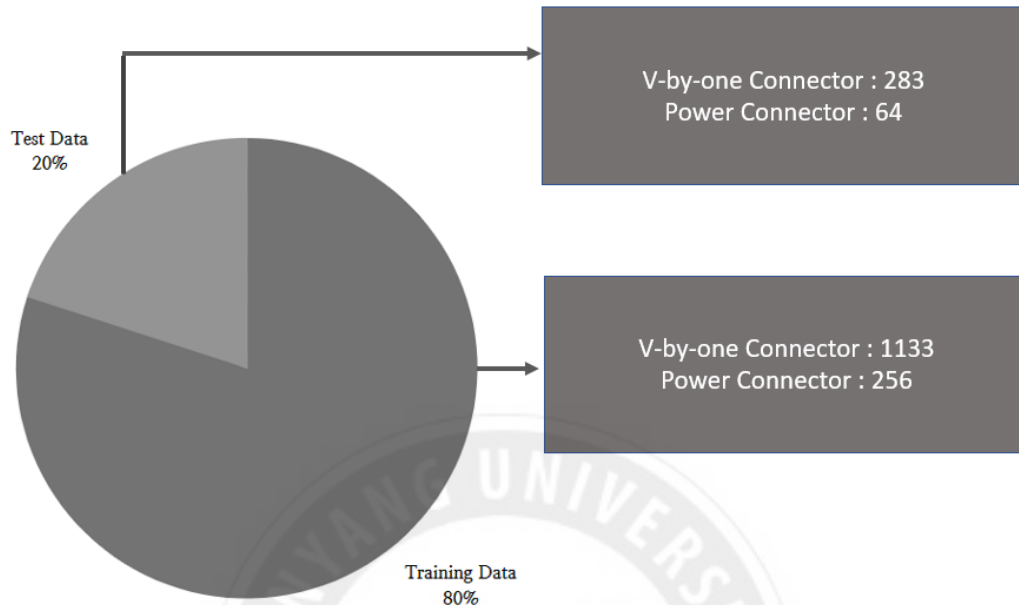 V-by-one Connector : 283
Power Connector : 64
Test Data
20%
V-by-one Connector : 1133
Power Connector : 256
Training Data
80%